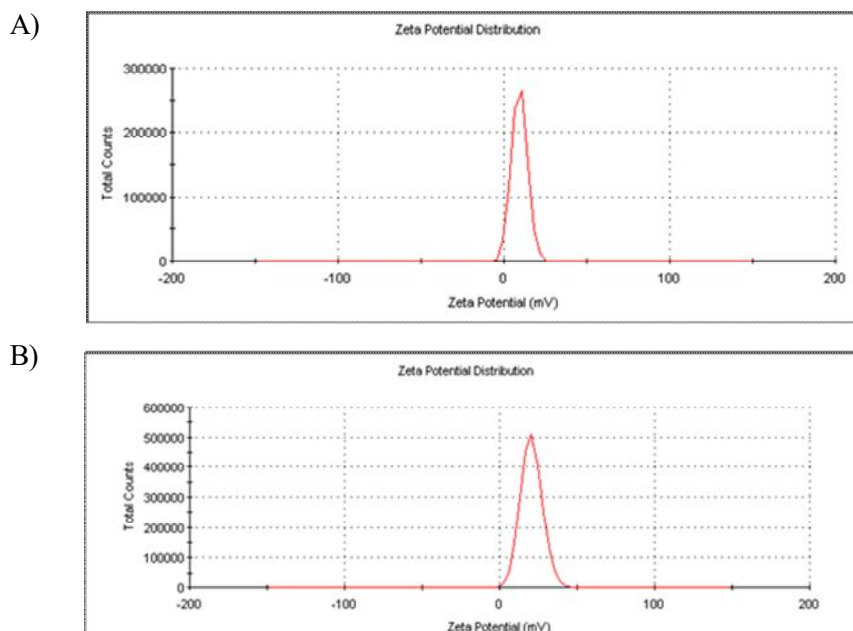 A)
Zeta Potential Distribution
300000
200000
100000
0
Total Counts
-200 -100 0 100 200
Zeta Potential (mV)
B)
Zeta Potential Distribution
600000
500000
400000
300000
200000
100000
0
Total Counts
-200 -100 0 100 200
Zeta Potential (mV)